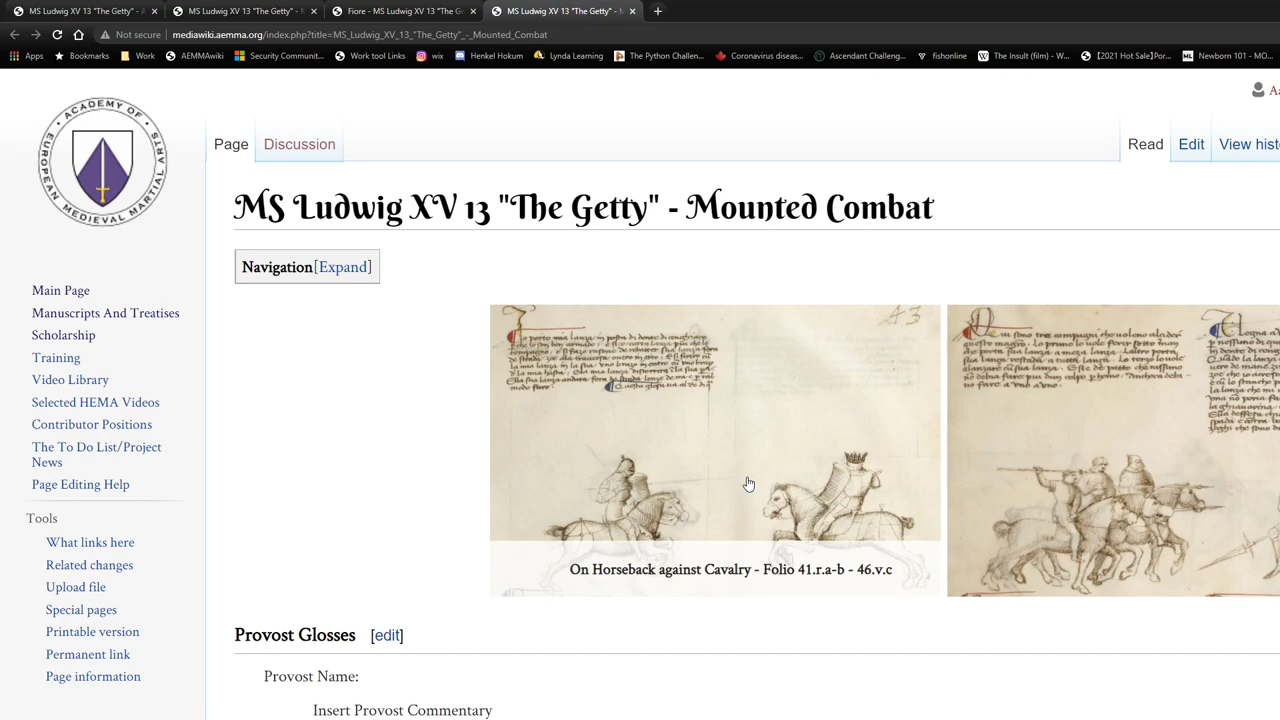 MS Ludwig XV 13 "The Getty" - A
MS Ludwig XV 13 "The Getty" - M
Fiore - MS Ludwig XV 13 "The G
MS Ludwig XV 13 "The Getty" - M
Not secure mediawiki.aemma.org/index.php?title=MS_Ludwig_XV_13_"The_Getty"_-_Mounted_Combat
Apps Bookmarks Work AEMMAwiki Security Communi... Work tool Links wix Henkel Hokum Lynda Learning The Python Challen... Coronavirus diseas... Ascendant Challeng... fishonline The Insult (film) - W... 【2021 Hot Sale】Por... Newborn 101 - MO...
ACADEMY OF EUROPEAN MEDIEVAL MARTIAL ARTS
Page Discussion Read Edit View hist
MS Ludwig XV 13 "The Getty" - Mounted Combat
Navigation[Expand]
Main Page
Manuscripts And Treatises
Scholarship
Training
Video Library
Selected HEMA Videos
Contributor Positions
The To Do List/Project
News
Page Editing Help
Tools
What links here
Related changes
Upload file
Special pages
Printable version
Permanent link
Page information
43
On Horseback against Cavalry - Folio 41.r.a-b - 46.v.c
Provost Glosses [edit]
Provost Name:
Insert Provost Commentary